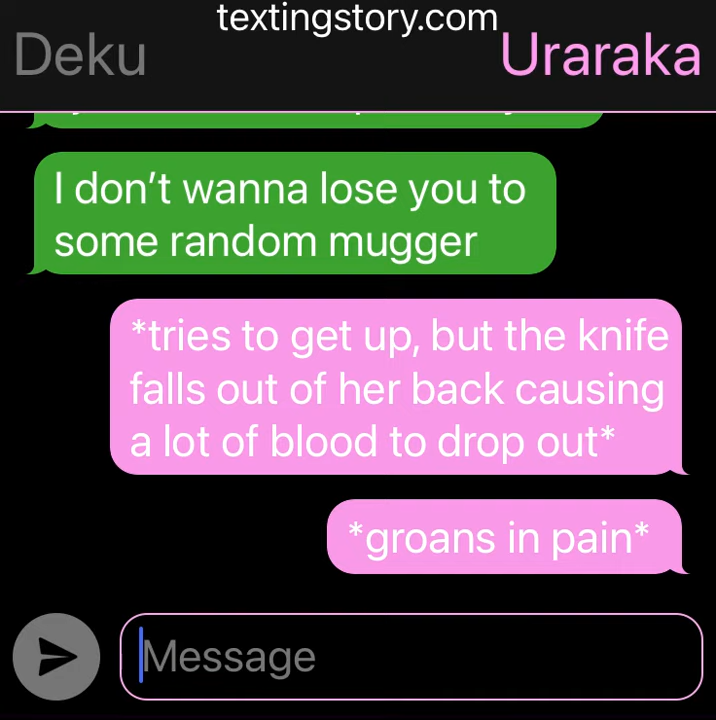 textingstory.com
Deku
Uraraka
I don’t wanna lose you to
some random mugger
*tries to get up, but the knife
falls out of her back causing
a lot of blood to drop out*
*groans in pain*
Message